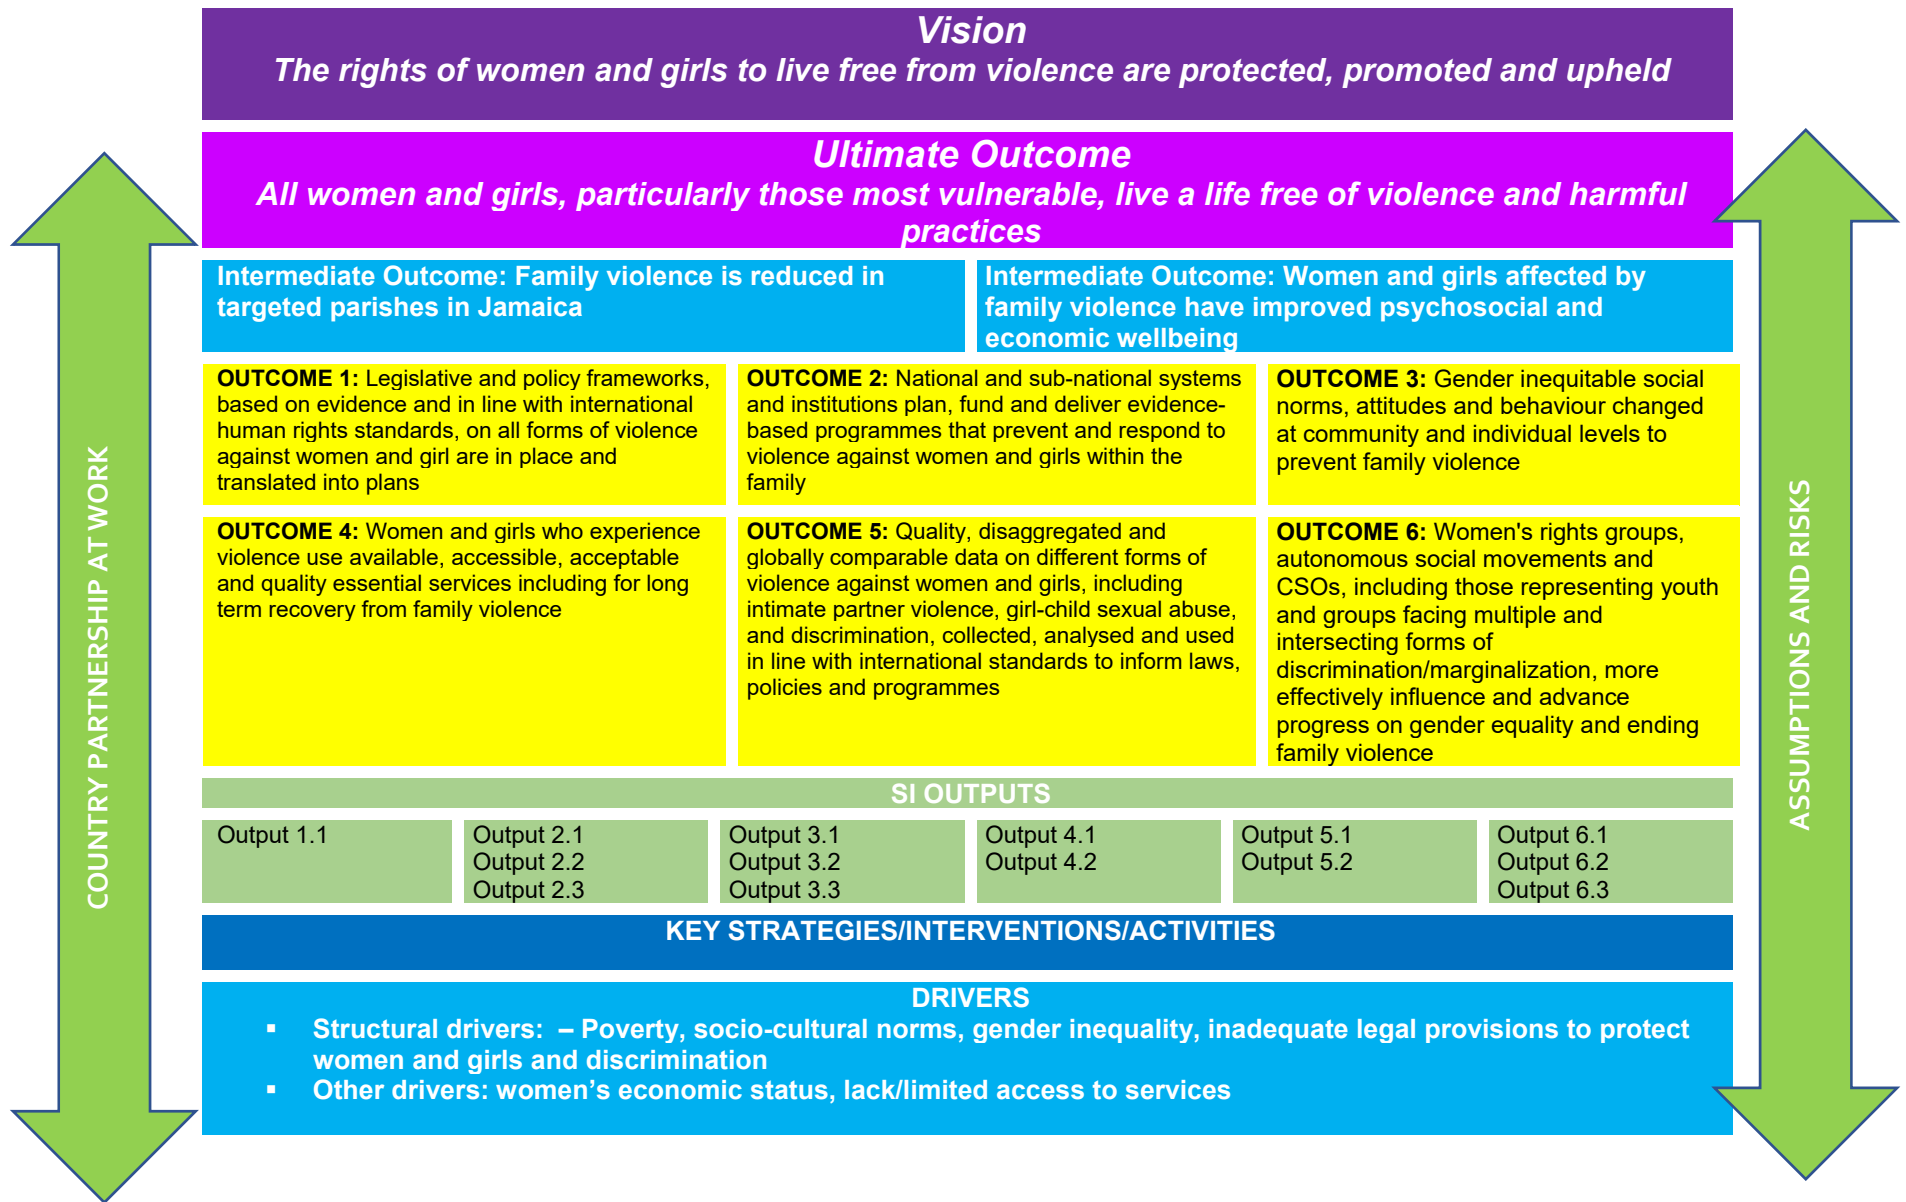 Vision
The rights of women and girls to live free from violence are protected, promoted and upheld
Ultimate Outcome
All women and girls, particularly those most vulnerable, live a life free of violence and harmful
practices
Intermediate Outcome: Family violence is reduced in
targeted parishes in Jamaica
Intermediate Outcome: Women and girls affected by
family violence have improved psychosocial and
economic wellbeing
OUTCOME 1: Legislative and policy frameworks,
based on evidence and in line with international
human rights standards, on all forms of violence
against women and girl are in place and
translated into plans
OUTCOME 2: National and sub-national systems
and institutions plan, fund and deliver evidence-
based programmes that prevent and respond to
violence against women and girls within the
family
OUTCOME 3: Gender inequitable social
norms, attitudes and behaviour changed
at community and individual levels to
prevent family violence
OUTCOME 4: Women and girls who experience
violence use available, accessible, acceptable
and quality essential services including for long
term recovery from family violence
OUTCOME 5: Quality, disaggregated and
globally comparable data on different forms of
violence against women and girls, including
intimate partner violence, girl-child sexual abuse,
and discrimination, collected, analysed and used
in line with international standards to inform laws,
policies and programmes
OUTCOME 6: Women's rights groups,
autonomous social movements and
CSOs, including those representing youth
and groups facing multiple and
intersecting forms of
discrimination/marginalization, more
effectively influence and advance
progress on gender equality and ending
family violence
SI OUTPUTS
Output 1.1
Output 2.1
Output 2.2
Output 2.3
Output 3.1
Output 3.2
Output 3.3
Output 4.1
Output 4.2
Output 5.1
Output 5.2
Output 6.1
Output 6.2
Output 6.3
KEY STRATEGIES/INTERVENTIONS/ACTIVITIES
DRIVERS
▪ Structural drivers: – Poverty, socio-cultural norms, gender inequality, inadequate legal provisions to protect
women and girls and discrimination
▪ Other drivers: women’s economic status, lack/limited access to services
COUNTRY PARTNERSHIP AT WORK
ASSUMPTIONS AND RISKS